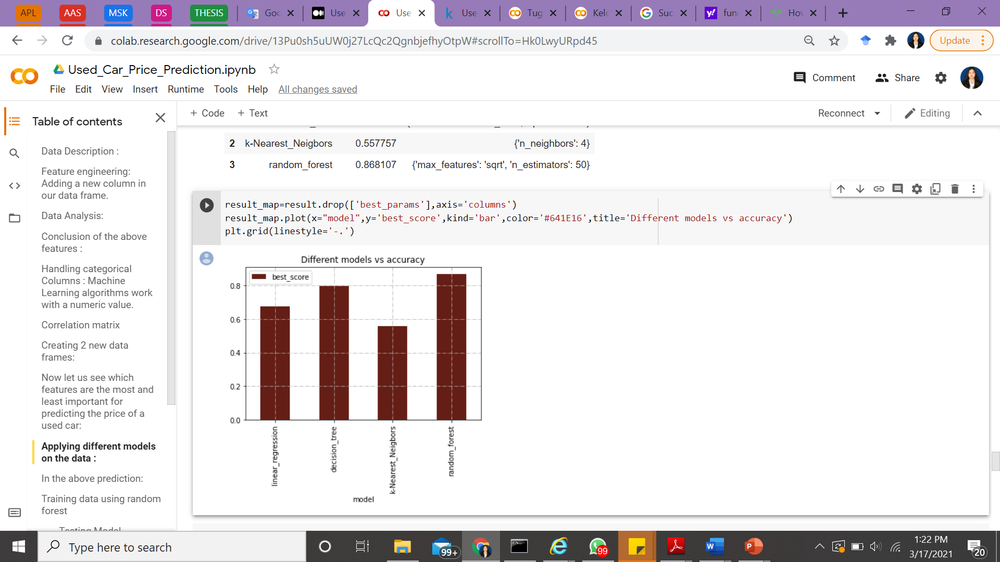 APL
AAS
MSK
DS
THESIS
Goo
Use
Use
Use
Tug
Kelo
Suc
fun
Hov
colab.research.google.com/drive/13Pu0sh5uUW0j27LcQc2QgnbjefhyOtpW#scrollTo=Hk0LwyURpd45
Update
Used_Car_Price_Prediction.ipynb
File Edit View Insert Runtime Tools Help All changes saved
Comment
Share
+ Code + Text
Reconnect
Editing
Table of contents
Data Description :
Feature engineering:
Adding a new column in
our data frame.
Data Analysis:
Conclusion of the above
features :
Handling categorical
Columns : Machine
Learning algorithms work
with a numeric value.
Correlation matrix
Creating 2 new data
frames:
Now let us see which
features are the most and
least important for
predicting the price of a
used car:
Applying different models
on the data :
In the above prediction:
Training data using random
forest
Testing Model
2 k-Nearest_Neigbors 0.557757 {'n_neighbors': 4}
3 random_forest 0.868107 {'max_features': 'sqrt', 'n_estimators': 50}
result_map=result.drop(['best_params'],axis='columns')
result_map.plot(x="model",y='best_score',kind='bar',color='#641E16',title='Different models vs accuracy')
plt.grid(linestyle='-.')
Different models vs accuracy
best_score
0.8
0.6
0.4
0.2
0.0
linear_regression
decision_tree
k-Nearest_Neigbors
random_forest
model
Type here to search
99+
99
1:22 PM
3/17/2021
20